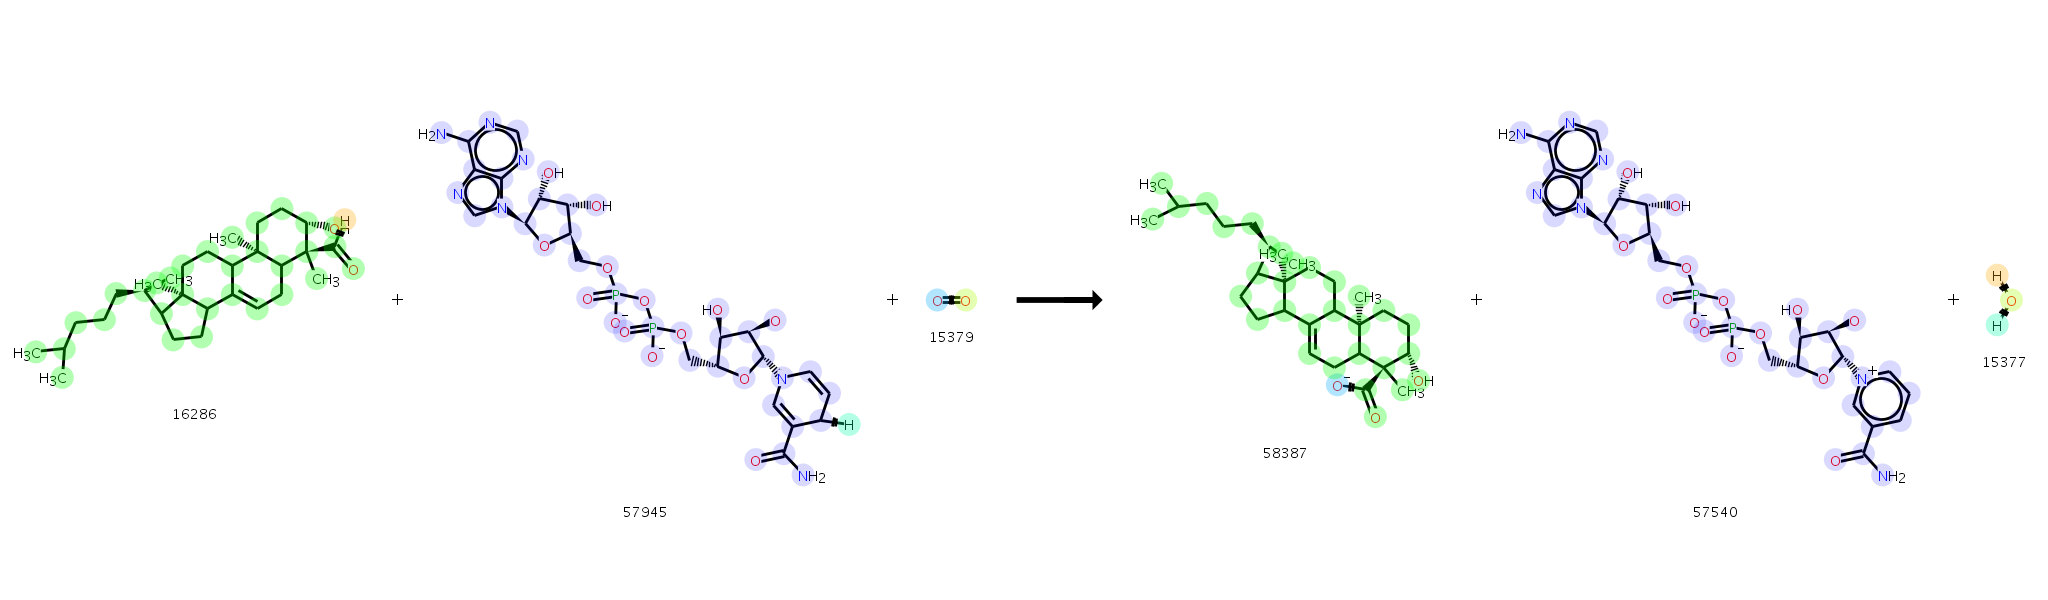 H₃C H₃C H₃C CH₃ H₃C OH H O CH₃
16286
+
H₂N N N N N OH OH O O O P O O⁻ O P O O⁻ HO O O N H O NH₂
57945
+
O O
15379
H₃C H₃C H₃C CH₃ CH₃ O⁻ O CH₃ OH
58387
+
H₂N N N N N OH OH O O O P O O⁻ O P O O⁻ HO O O N+ O NH₂
57540
+
H O H
15377